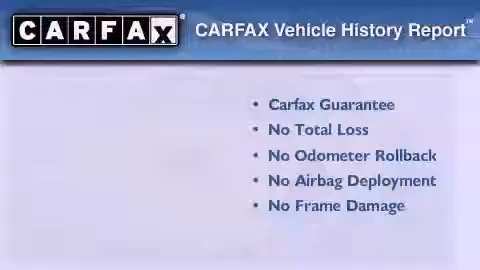 CARFAX® CARFAX Vehicle History Report™
• Carfax Guarantee
• No Total Loss
• No Odometer Rollback
• No Airbag Deployment
• No Frame Damage